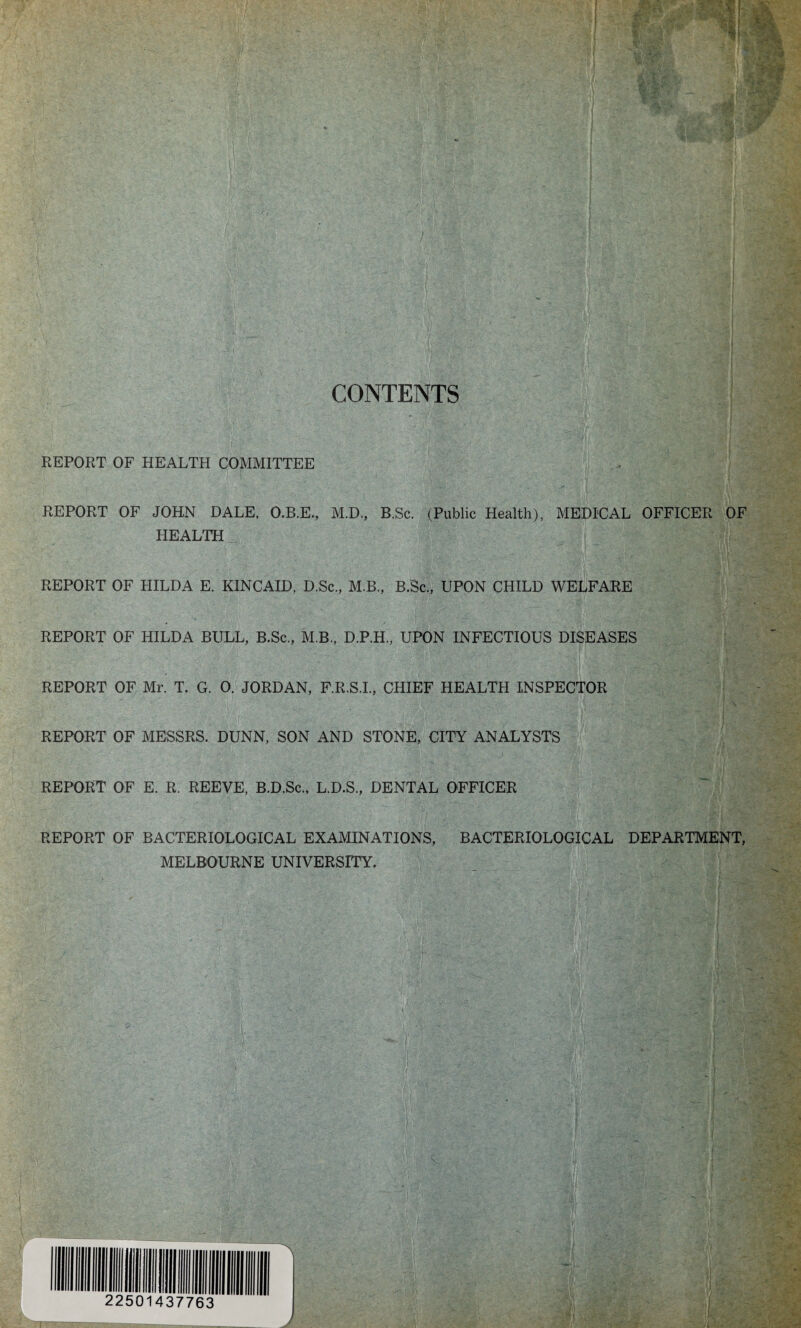 CONTENTS
REPORT OF HEALTH COMMITTEE
REPORT OF JOHN DALE, O.B.E., M.D., B.Sc. (Public Health), MEDICAL OFFICER OF
HEALTH
REPORT OF HILDA E. KINCAID, D.Sc., M.B., B.Sc., UPON CHILD WELFARE
REPORT OF HILDA BULL, B.Sc., M.B., D.P.H., UPON INFECTIOUS DISEASES
REPORT OF Mr. T. G. O. JORDAN, F.R.S.I., CHIEF HEALTH INSPECTOR
REPORT OF MESSRS. DUNN, SON AND STONE, CITY ANALYSTS
REPORT OF E. R. REEVE, B.D.Sc., L.D.S., DENTAL OFFICER
REPORT OF BACTERIOLOGICAL EXAMINATIONS, BACTERIOLOGICAL DEPARTMENT,
MELBOURNE UNIVERSITY.
22501437763